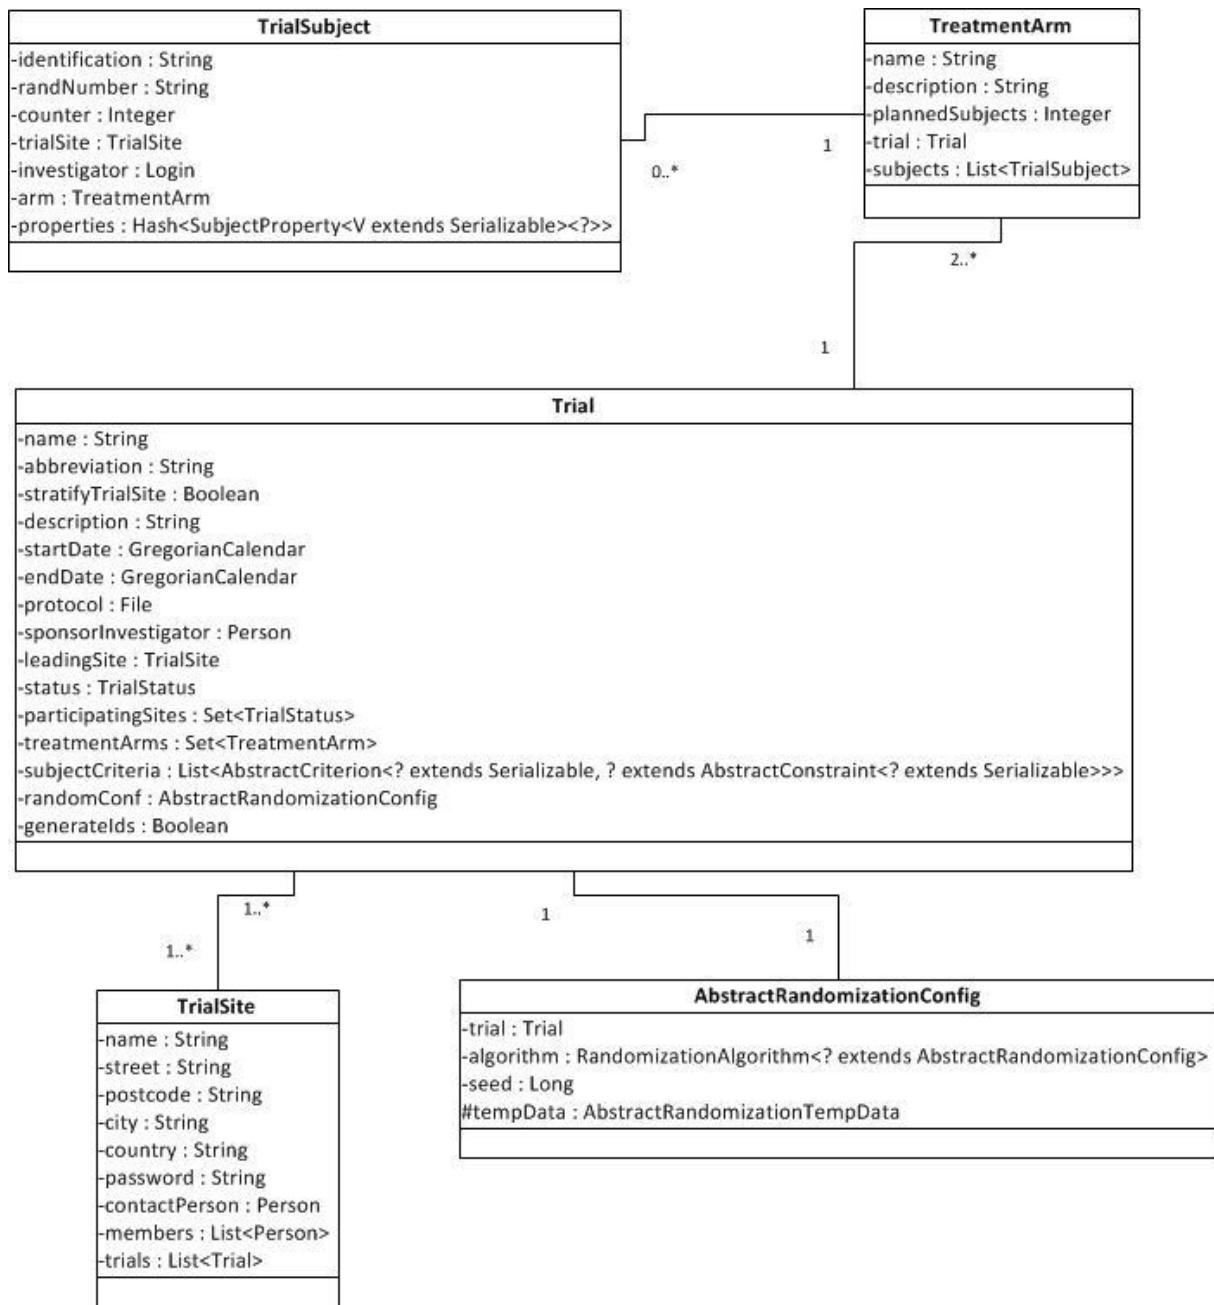 TrialSubject
-identification : String
-randNumber : String
-counter : Integer
-trialSite : TrialSite
-investigator : Login
-arm : TreatmentArm
-properties : Hash<SubjectProperty<V extends Serializable><?>>
TreatmentArm
-name : String
-description : String
-plannedSubjects : Integer
-trial : Trial
-subjects : List<TrialSubject>
1
0..*
2..*
1
Trial
-name : String
-abbreviation : String
-stratifyTrialSite : Boolean
-description : String
-startDate : GregorianCalendar
-endDate : GregorianCalendar
-protocol : File
-sponsorInvestigator : Person
-leadingSite : TrialSite
-status : TrialStatus
-participatingSites : Set<TrialStatus>
-treatmentArms : Set<TreatmentArm>
-subjectCriteria : List<AbstractCriterion<? extends Serializable, ? extends AbstractConstraint<? extends Serializable>>>
-randomConf : AbstractRandomizationConfig
-generateIds : Boolean
1..*
1
1..*
1
TrialSite
-name : String
-street : String
-postcode : String
-city : String
-country : String
-password : String
-contactPerson : Person
-members : List<Person>
-trials : List<Trial>
AbstractRandomizationConfig
-trial : Trial
-algorithm : RandomizationAlgorithm<? extends AbstractRandomizationConfig>
-seed : Long
#tempData : AbstractRandomizationTempData